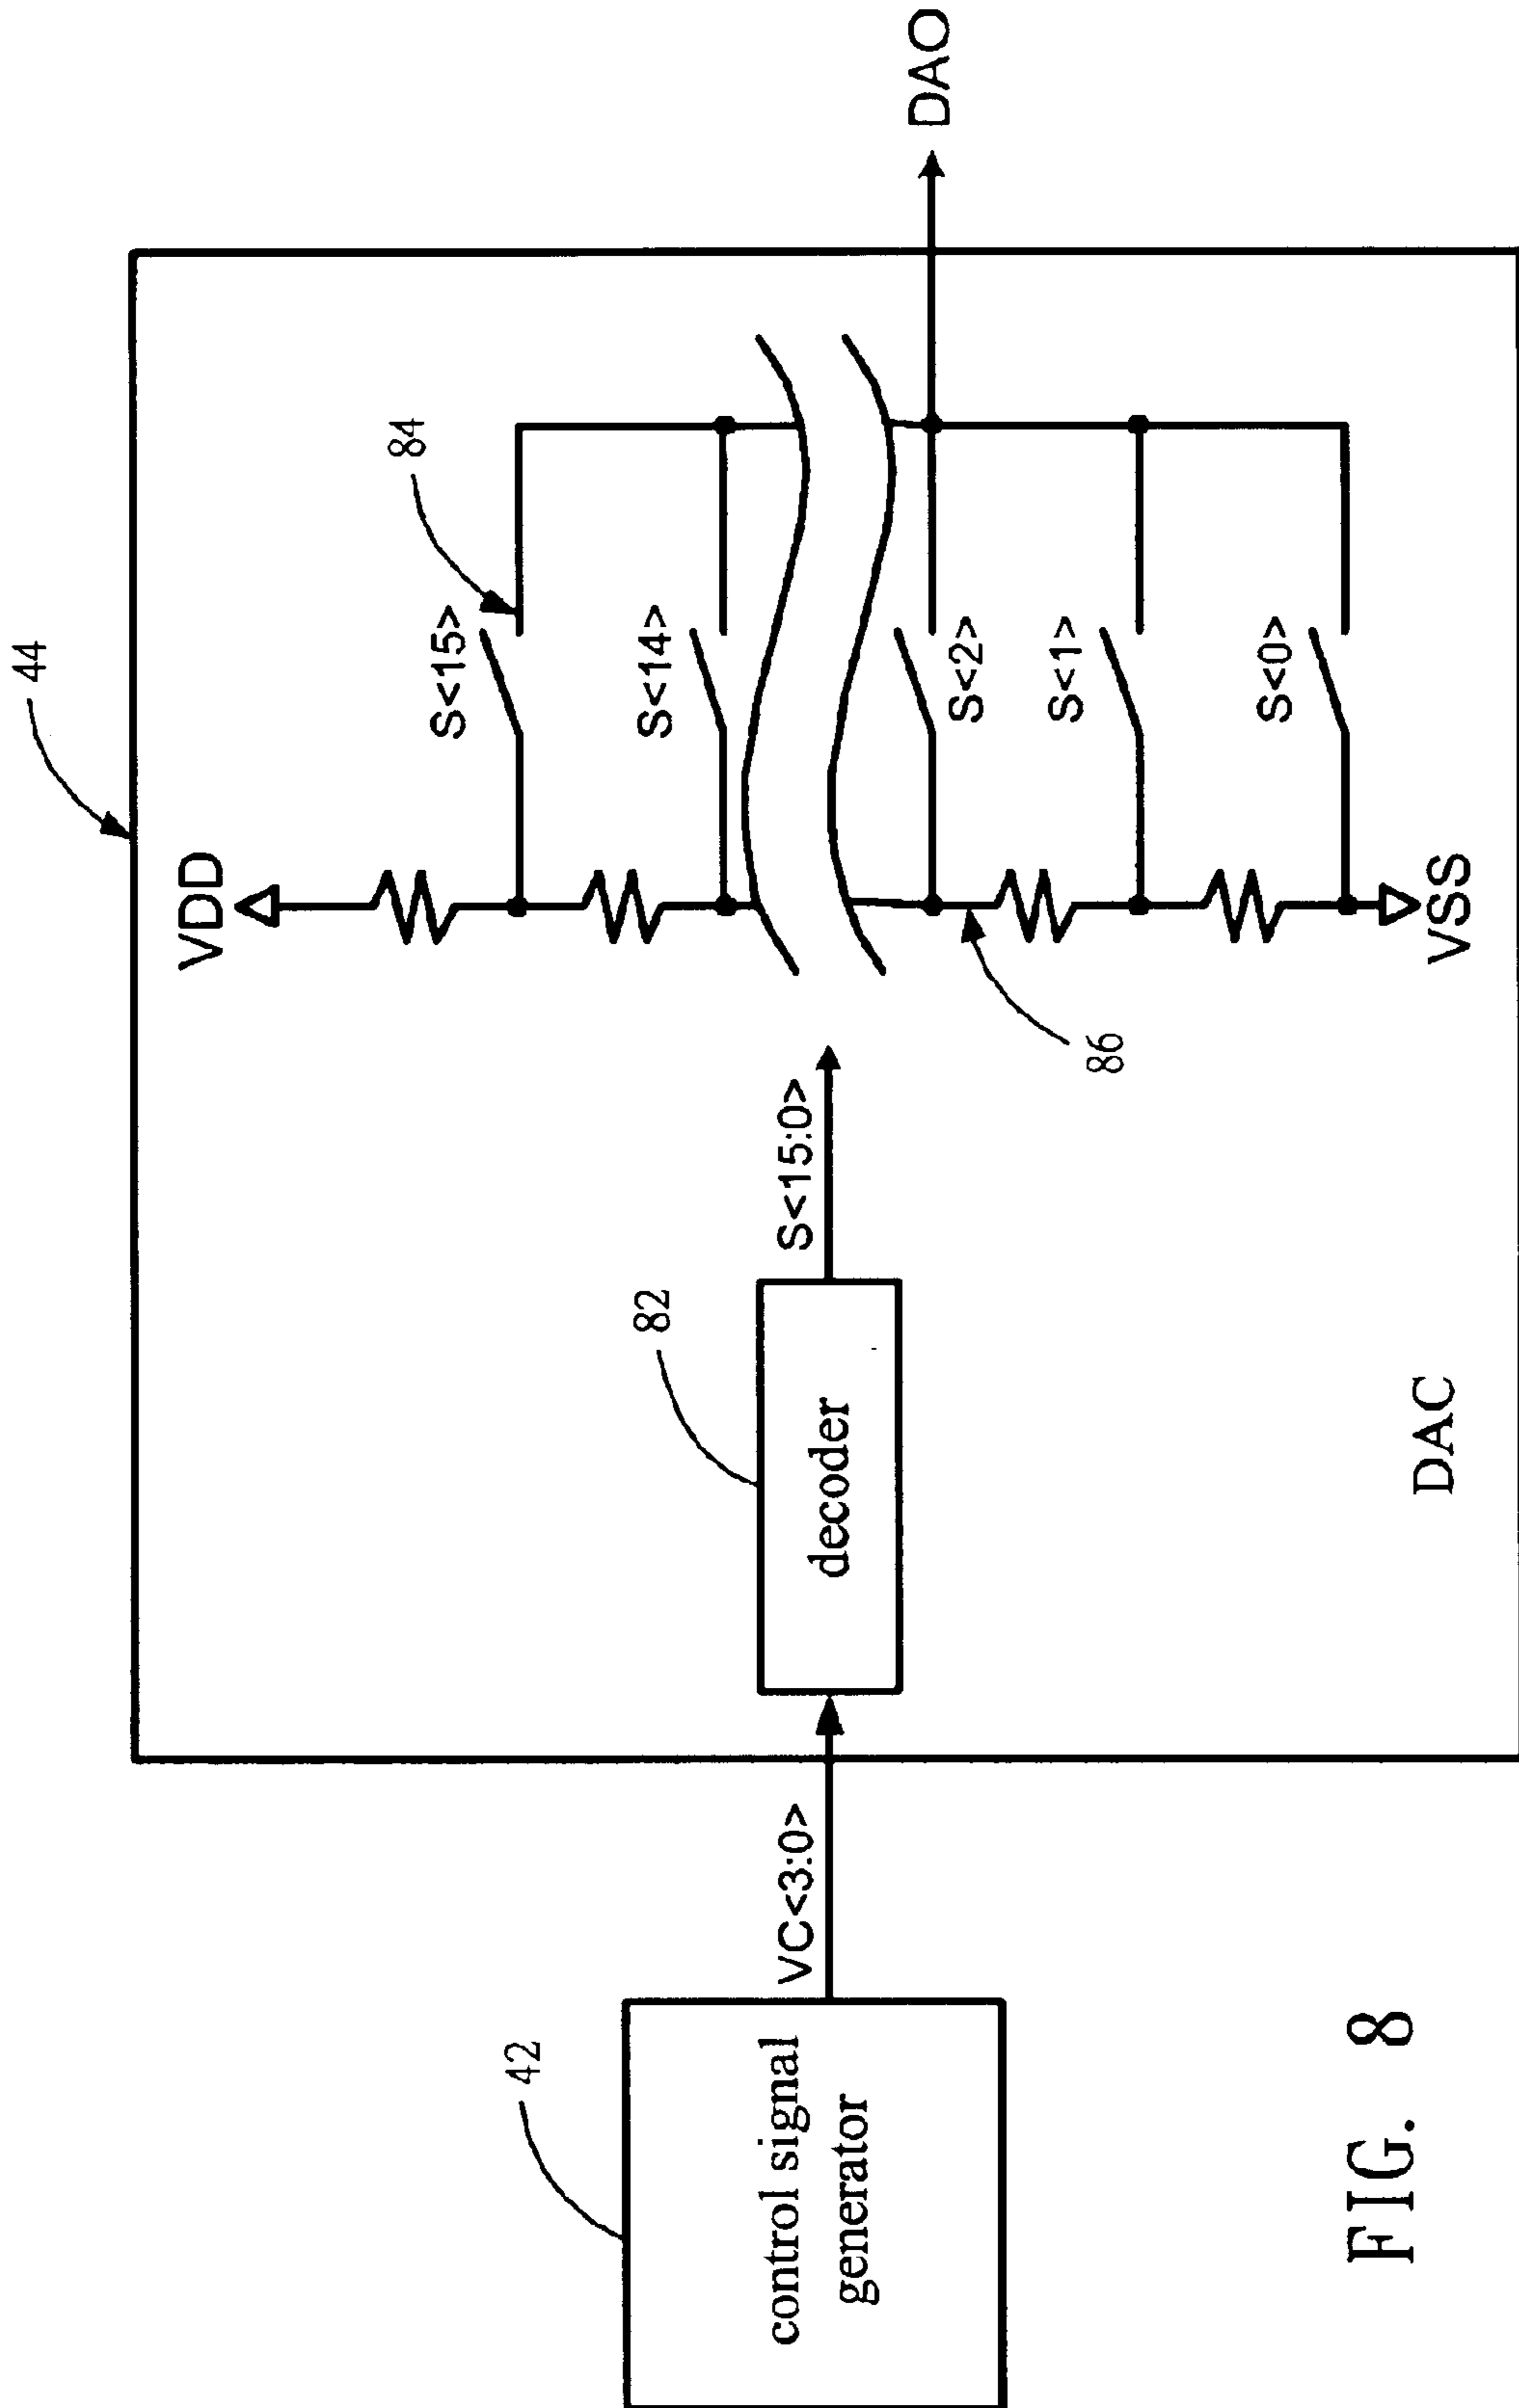 44
VDD
84
S<15>
S<14>
DAO
S<2>
S<1>
S<0>
86
VSS
S<15:0>
82
decoder
DAC
VC<3:0>
42
control signal
generator
FIG. 8